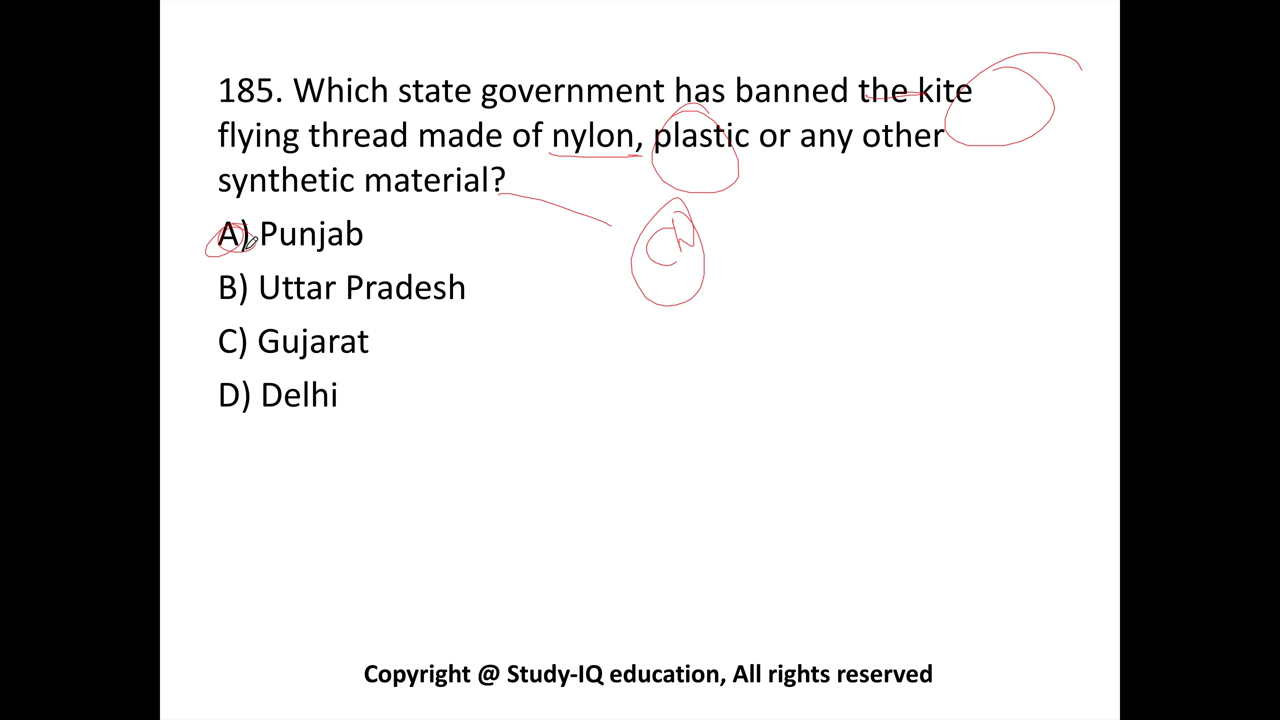 185. Which state government has banned the kite
flying thread made of nylon, plastic or any other
synthetic material?
A) Punjab
B) Uttar Pradesh
C) Gujarat
D) Delhi
Copyright @ Study-IQ education, All rights reserved